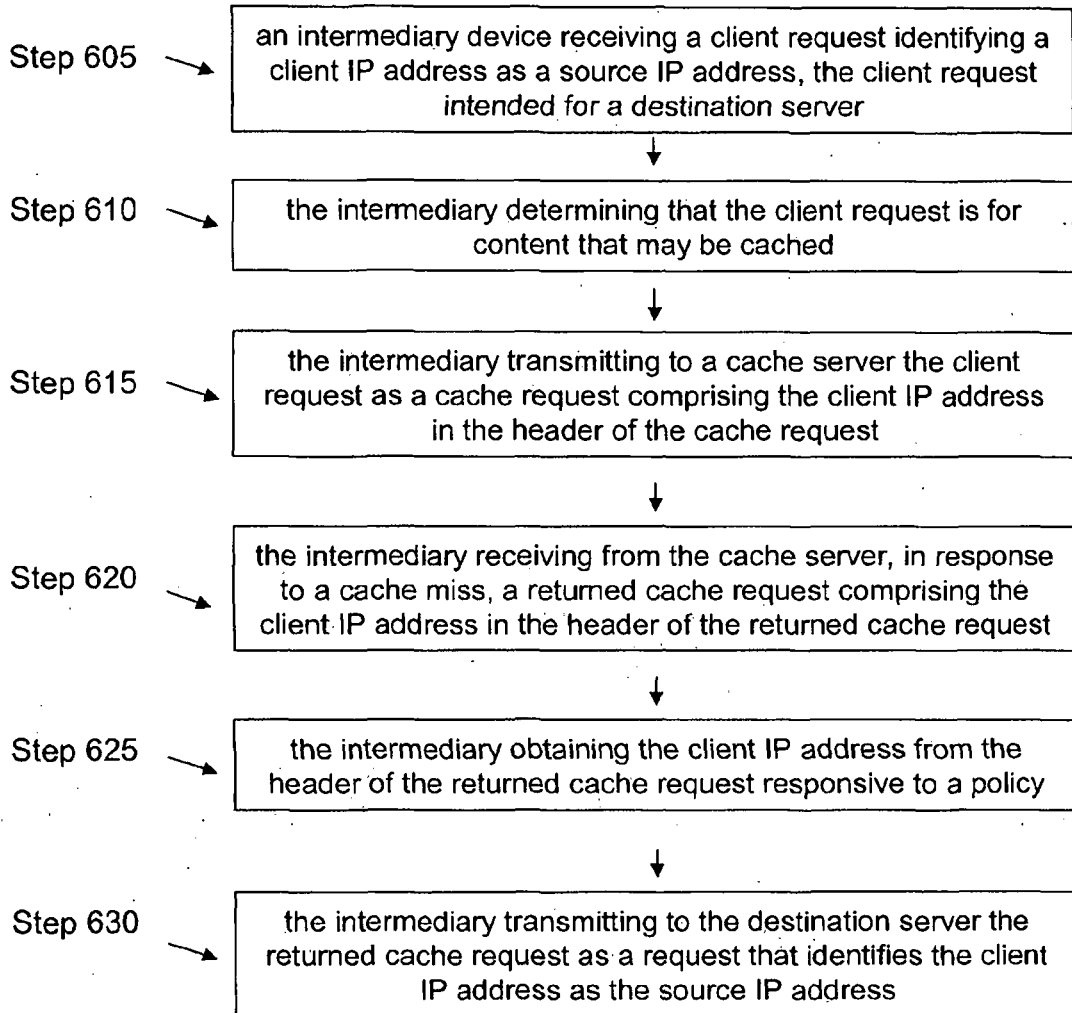 Step 605
an intermediary device receiving a client request identifying a
client IP address as a source IP address, the client request
intended for a destination server
Step 610
the intermediary determining that the client request is for
content that may be cached
Step 615
the intermediary transmitting to a cache server the client
request as a cache request comprising the client IP address
in the header of the cache request
Step 620
the intermediary receiving from the cache server, in response
to a cache miss, a returned cache request comprising the
client IP address in the header of the returned cache request
Step 625
the intermediary obtaining the client IP address from the
header of the returned cache request responsive to a policy
Step 630
the intermediary transmitting to the destination server the
returned cache request as a request that identifies the client
IP address as the source IP address